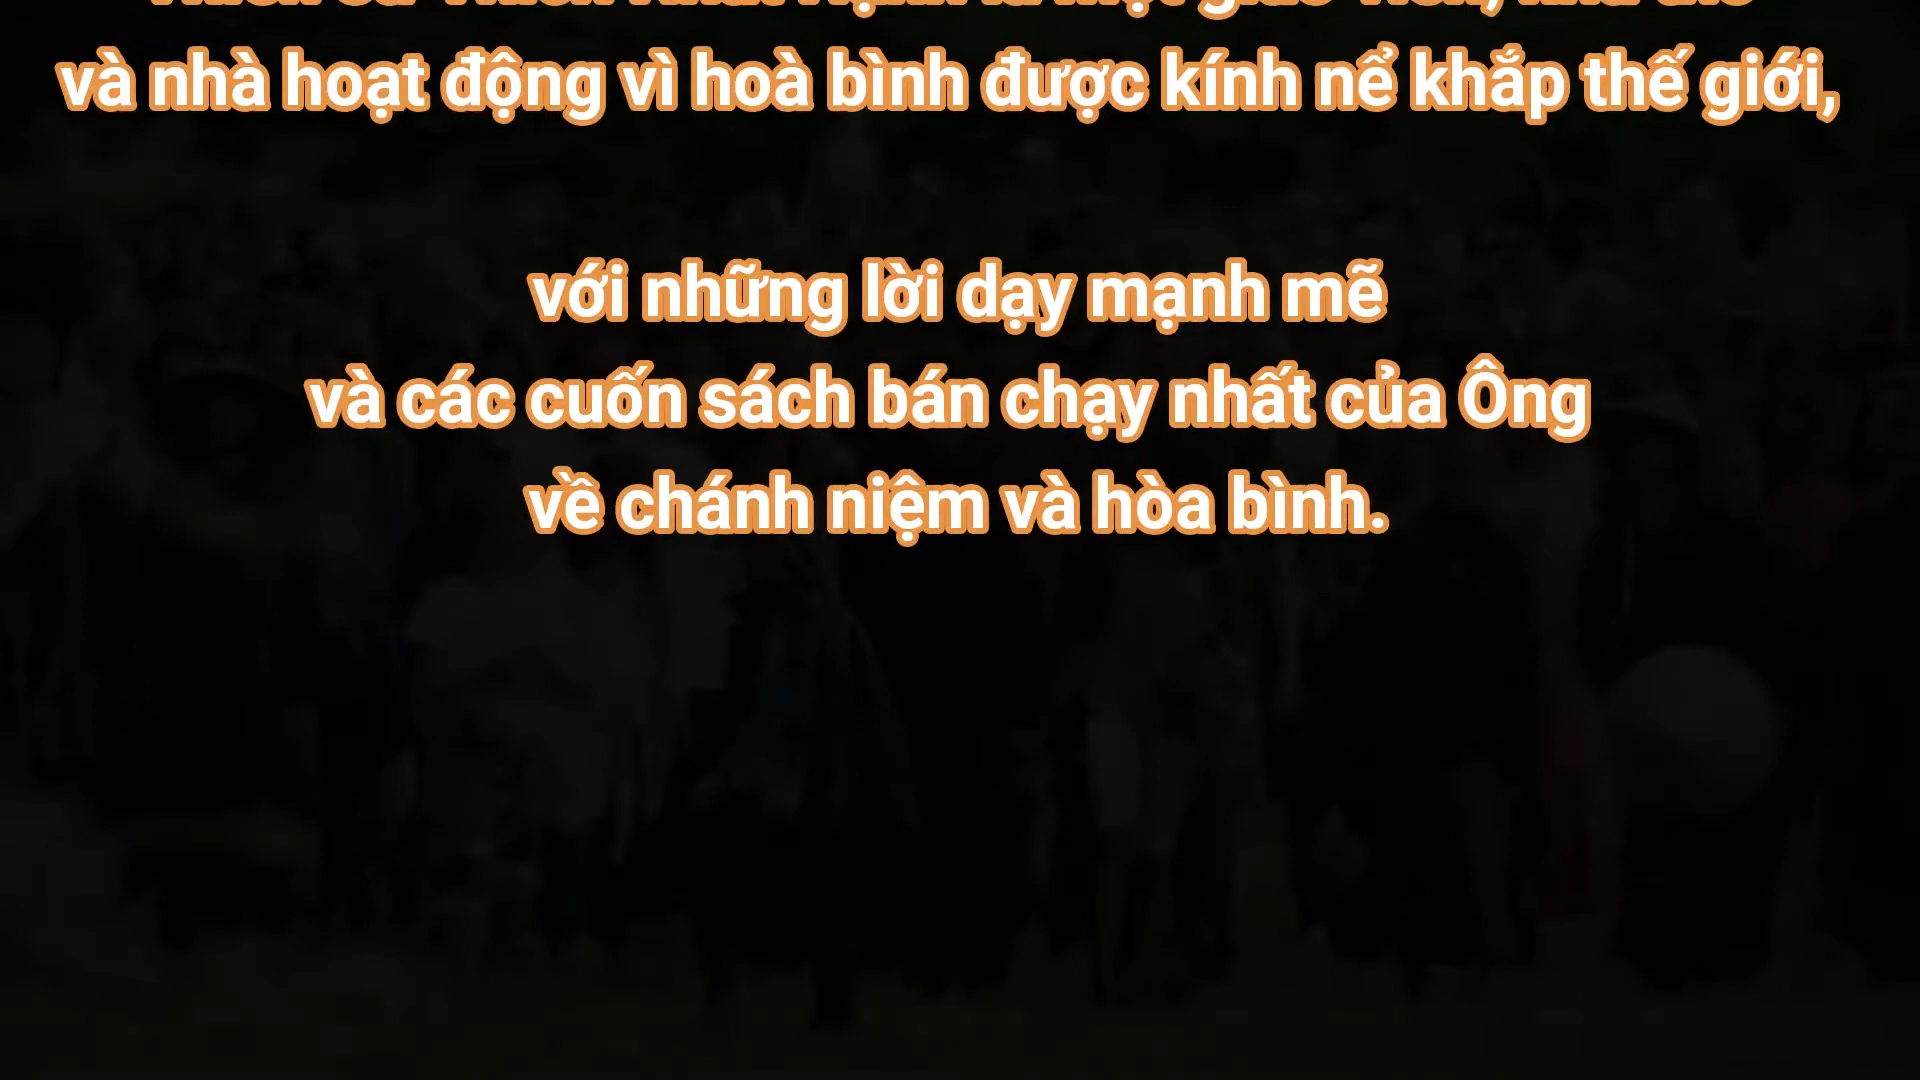 và nhà hoạt động vì hoà bình được kính nể khắp thế giới,
với những lời dạy mạnh mẽ
và các cuốn sách bán chạy nhất của Ông
về chánh niệm và hòa bình.